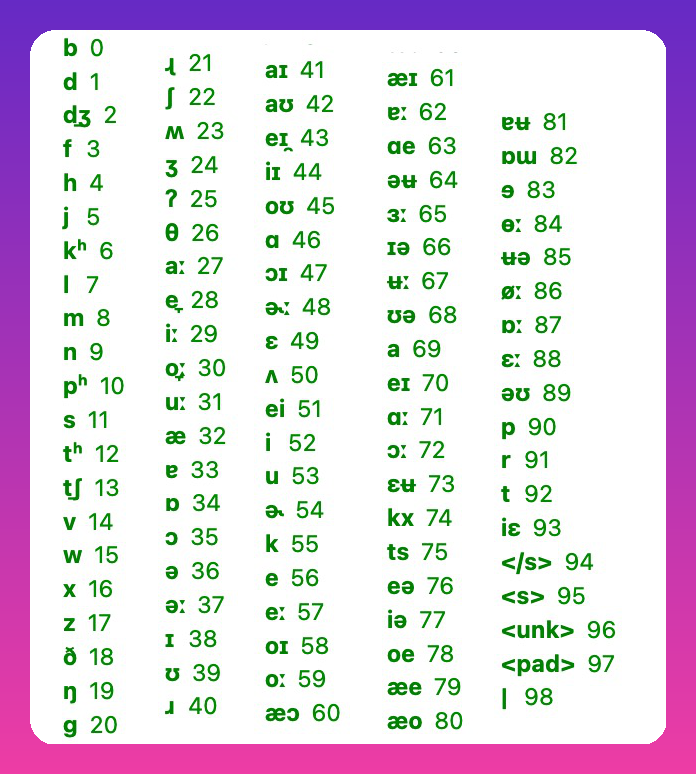 b 0
d 1
d̠ʒ 2
f 3
h 4
j 5
kʰ 6
l 7
m 8
n 9
pʰ 10
s 11
tʰ 12
t̠ʃ 13
v 14
w 15
x 16
z 17
ð 18
ŋ 19
ɡ 20
ɻ 21
ʃ 22
ʍ 23
ʒ 24
ʔ 25
θ 26
aː 27
e̞ 28
iː 29
o̞ː 30
uː 31
æ 32
ɐ 33
ɒ 34
ɔ 35
ə 36
əː 37
ɪ 38
ʊ 39
ɹ 40
aɪ 41
aʊ 42
eɪ̯ 43
iɪ 44
oʊ 45
ɑ 46
ɔɪ 47
ɚː 48
ɛ 49
ʌ 50
ei 51
i 52
u 53
ɚ 54
k 55
e 56
eː 57
oɪ 58
oː 59
æɔ 60
æɪ 61
ɐː 62
ɑe 63
əʉ 64
ɜː 65
ɪə 66
ʉː 67
ʊə 68
a 69
eɪ 70
ɑː 71
ɔː 72
ɛʉ 73
kx 74
ts 75
eə 76
iə 77
oe 78
æe 79
æo 80
ɐʉ 81
ɒɯ 82
ɘ 83
ɵː 84
ʉə 85
øː 86
ɒː 87
ɛː 88
əʊ 89
p 90
r 91
t 92
iɛ 93
</s> 94
<s> 95
<unk> 96
<pad> 97
| 98